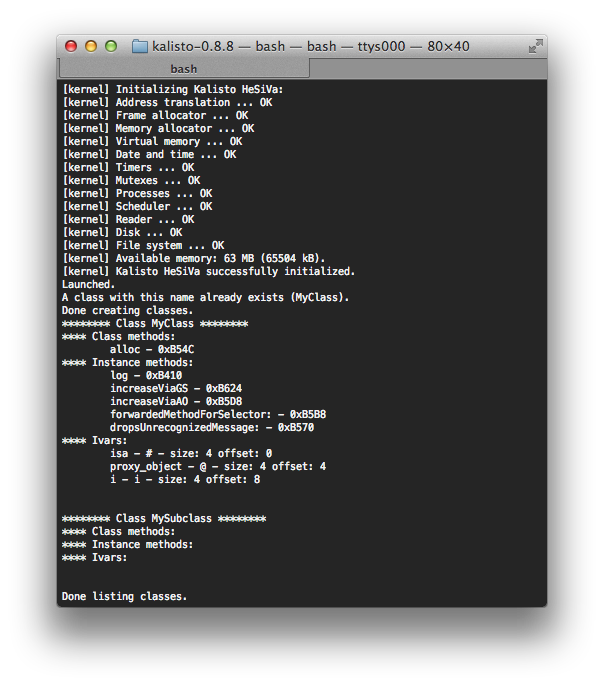 kalisto-0.8.8 — bash — bash — ttys000 — 80×40
bash
[kernel] Initializing Kalisto HeSiVa:
[kernel] Address translation ... OK
[kernel] Frame allocator ... OK
[kernel] Memory allocator ... OK
[kernel] Virtual memory ... OK
[kernel] Date and time ... OK
[kernel] Timers ... OK
[kernel] Mutexes ... OK
[kernel] Processes ... OK
[kernel] Scheduler ... OK
[kernel] Reader ... OK
[kernel] Disk ... OK
[kernel] File system ... OK
[kernel] Available memory: 63 MB (65504 kB).
[kernel] Kalisto HeSiVa successfully initialized.
Launched.
A class with this name already exists (MyClass).
Done creating classes.
******** Class MyClass ********
**** Class methods:
alloc - 0xB54C
**** Instance methods:
log - 0xB410
increaseViaGS - 0xB624
increaseViaAO - 0xB5D8
forwardedMethodForSelector: - 0xB5B8
dropsUnrecognizedMessage: - 0xB570
**** Ivars:
isa - # - size: 4 offset: 0
proxy_object - @ - size: 4 offset: 4
i - i - size: 4 offset: 8
******** Class MySubclass ********
**** Class methods:
**** Instance methods:
**** Ivars:
Done listing classes.